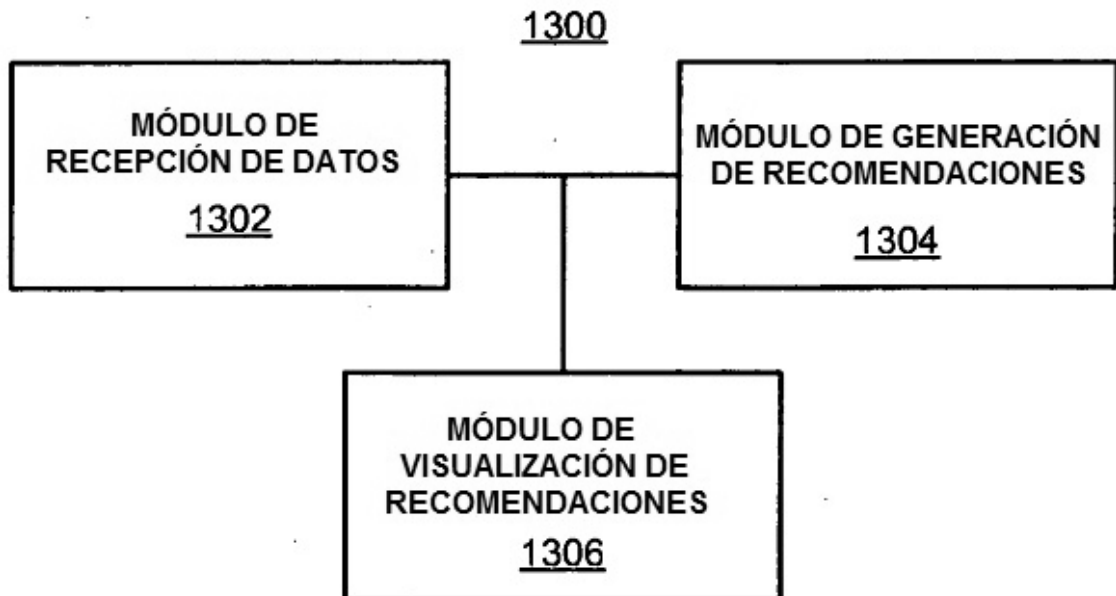 1300
MÓDULO DE
RECEPCIÓN DE DATOS
1302
MÓDULO DE GENERACIÓN
DE RECOMENDACIONES
1304
MÓDULO DE
VISUALIZACIÓN DE
RECOMENDACIONES
1306